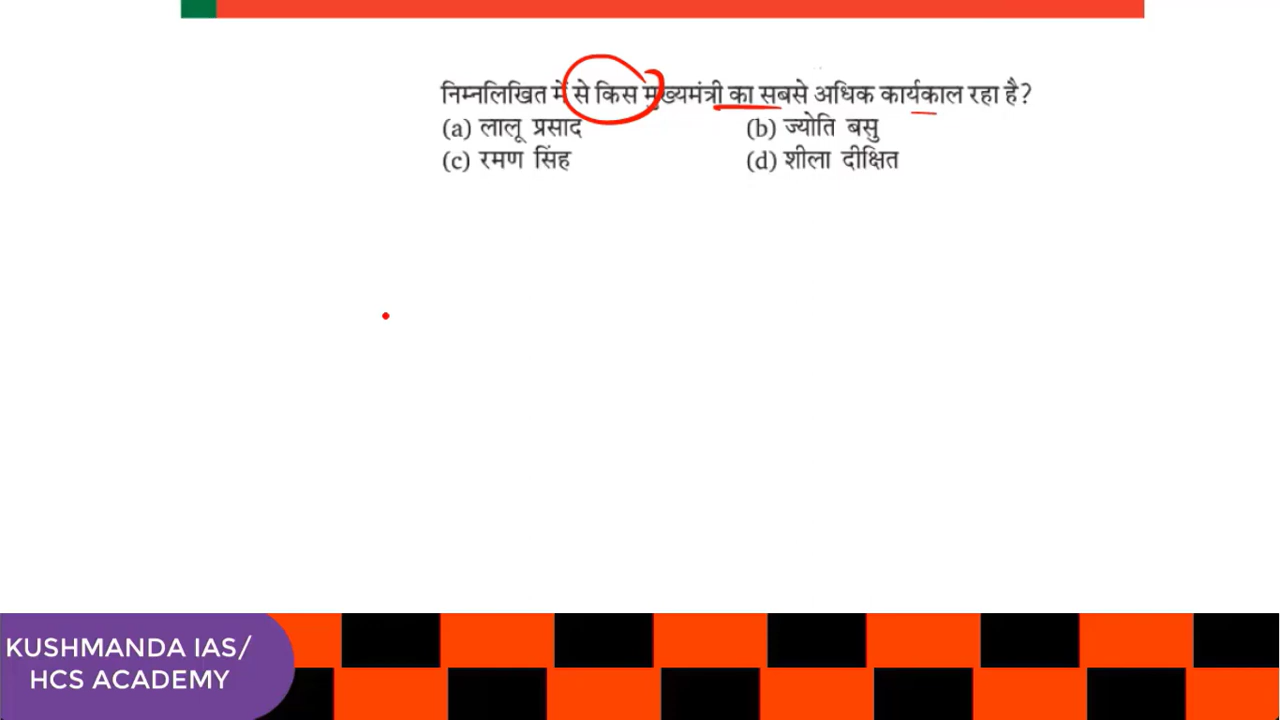 निम्नलिखित में से किस मुख्यमंत्री का सबसे अधिक कार्यकाल रहा है?
(a) लालू प्रसाद (b) ज्योति बसु
(c) रमण सिंह (d) शीला दीक्षित
KUSHMANDA IAS/
HCS ACADEMY